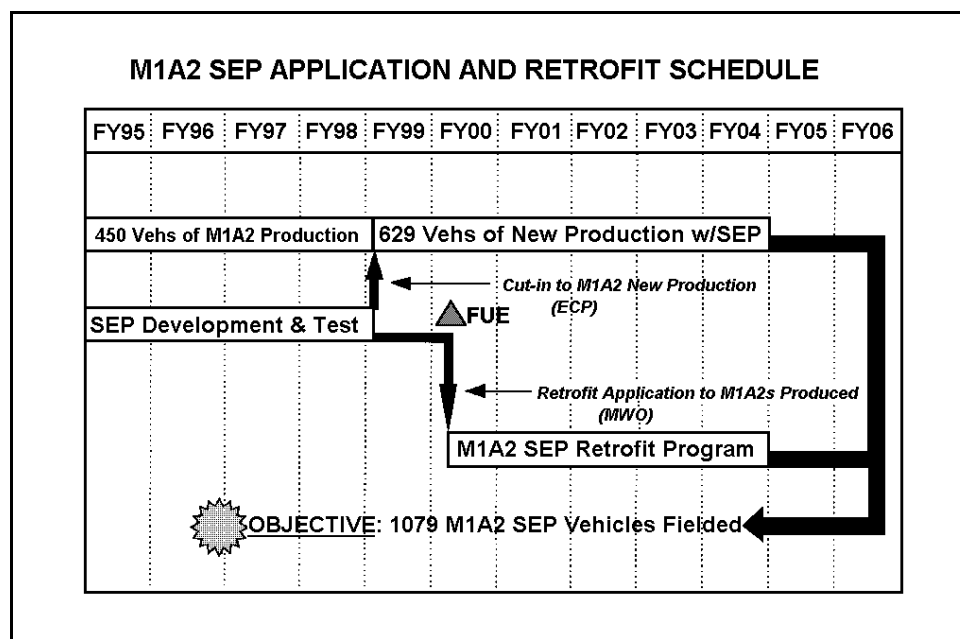 M1A2 SEP APPLICATION AND RETROFIT SCHEDULE
FY95 FY96 FY97 FY98 FY99 FY00 FY01 FY02 FY03 FY04 FY05 FY06
450 Vehs of M1A2 Production
629 Vehs of New Production w/SEP
Cut-in to M1A2 New Production
(ECP)
SEP Development & Test
FUE
Retrofit Application to M1A2s Produced
(MWO)
M1A2 SEP Retrofit Program
OBJECTIVE: 1079 M1A2 SEP Vehicles Fielded